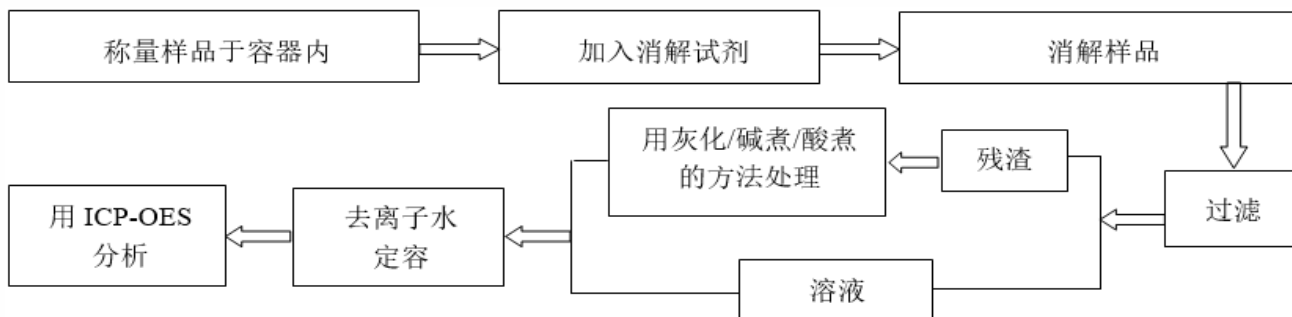 称量样品于容器内
加入消解试剂
消解样品
过滤
残渣
用灰化/碱煮/酸煮
的方法处理
溶液
去离子水
定容
用 ICP-OES
分析